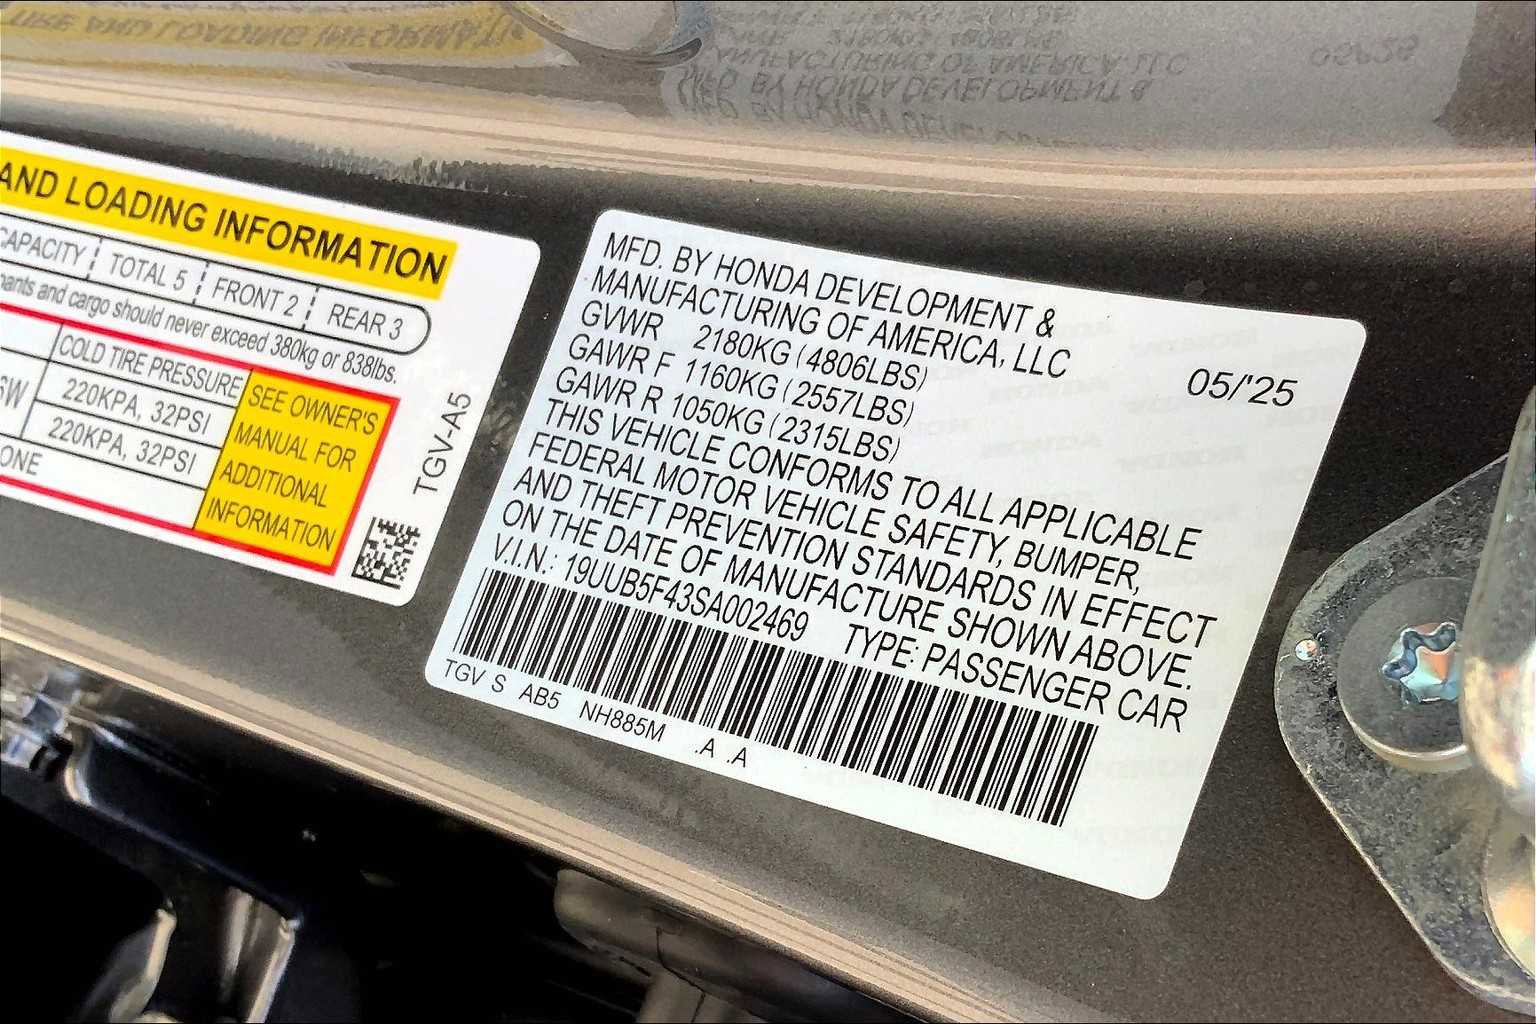 AND LOADING INFORMATION
CAPACITY TOTAL 5 FRONT 2 REAR 3
and cargo should never exceed 380kg or 838lbs.
COLD TIRE PRESSURE
220KPA, 32PSI
220KPA, 32PSI
SEE OWNER'S
MANUAL FOR
ADDITIONAL
INFORMATION
TGV-A5
MFD. BY HONDA DEVELOPMENT &
MANUFACTURING OF AMERICA, LLC
GVWR 2180KG (4806LBS)
05/'25
GAWR F 1160KG (2557LBS)
GAWR R 1050KG (2315LBS)
THIS VEHICLE CONFORMS TO ALL APPLICABLE
FEDERAL MOTOR VEHICLE SAFETY, BUMPER,
AND THEFT PREVENTION STANDARDS IN EFFECT
ON THE DATE OF MANUFACTURE SHOWN ABOVE.
V.I.N.: 19UUB5F43SA002469 TYPE: PASSENGER CAR
TGV S AB5 NH885M .A .A